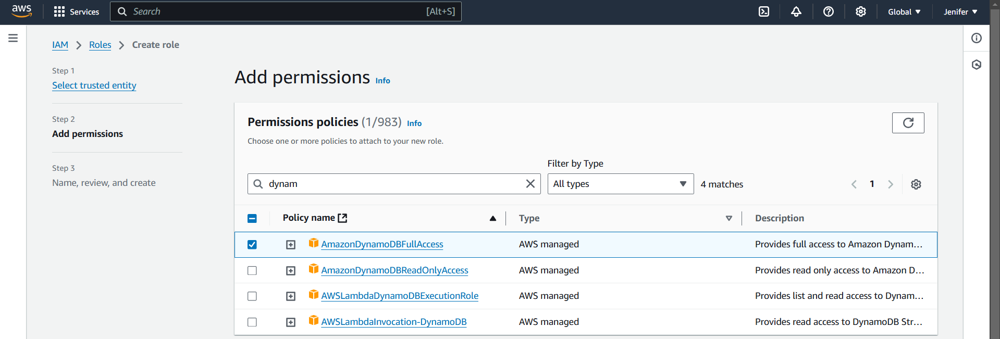 aws Services Search [Alt+S] Global Jenifer
IAM Roles Create role
Step 1
Select trusted entity
Step 2
Add permissions
Step 3
Name, review, and create
Add permissions Info
Permissions policies (1/983) Info
Choose one or more policies to attach to your new role.
Filter by Type
dynam All types 4 matches 1
Policy name Type Description
AmazonDynamoDBFullAccess AWS managed Provides full access to Amazon Dynam...
AmazonDynamoDBReadOnlyAccess AWS managed Provides read only access to Amazon D...
AWSLambdaDynamoDBExecutionRole AWS managed Provides list and read access to Dynam...
AWSLambdaInvocation-DynamoDB AWS managed Provides read access to DynamoDB Str...